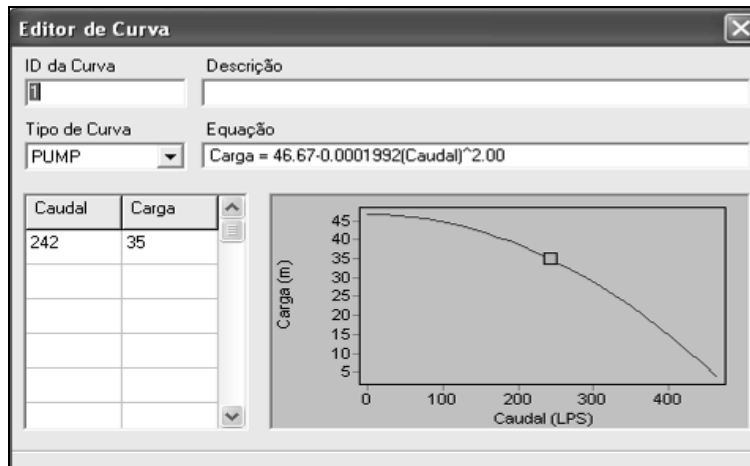 Editor de Curva
ID da Curva Descrição
1
Tipo de Curva Equação
PUMP Carga = 46.67-0.0001992(Caudal)^2.00
Caudal Carga
242 35
Carga (m)
45
40
35
30
25
20
15
10
5
0 100 200 300 400
Caudal (LPS)